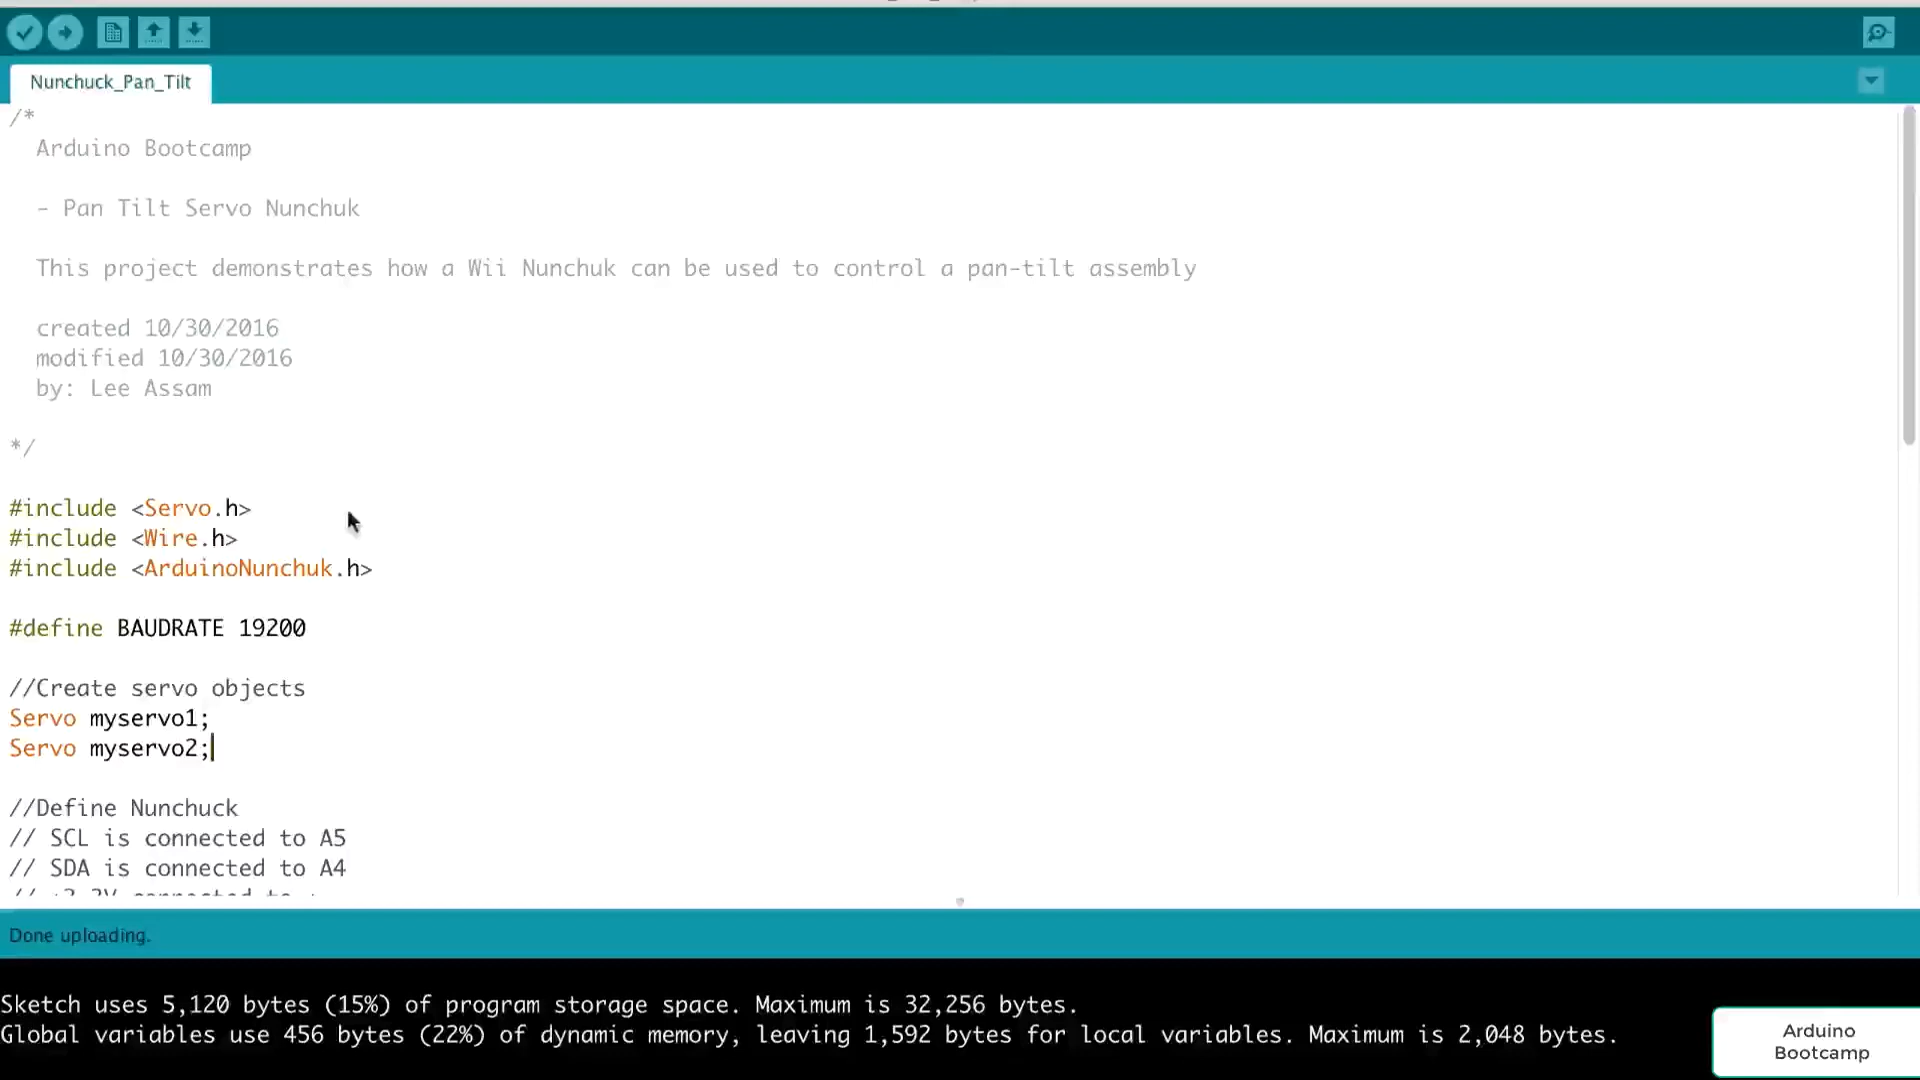 Nunchuck_Pan_Tilt
/*
Arduino Bootcamp
- Pan Tilt Servo Nunchuk
This project demonstrates how a Wii Nunchuk can be used to control a pan-tilt assembly
created 10/30/2016
modified 10/30/2016
by: Lee Assam
*/
#include <Servo.h>
#include <Wire.h>
#include <ArduinoNunchuk.h>
#define BAUDRATE 19200
//Create servo objects
Servo myservo1;
Servo myservo2;
//Define Nunchuck
// SCL is connected to A5
// SDA is connected to A4
Done uploading.
Sketch uses 5,120 bytes (15%) of program storage space. Maximum is 32,256 bytes.
Global variables use 456 bytes (22%) of dynamic memory, leaving 1,592 bytes for local variables. Maximum is 2,048 bytes.
Arduino
Bootcamp